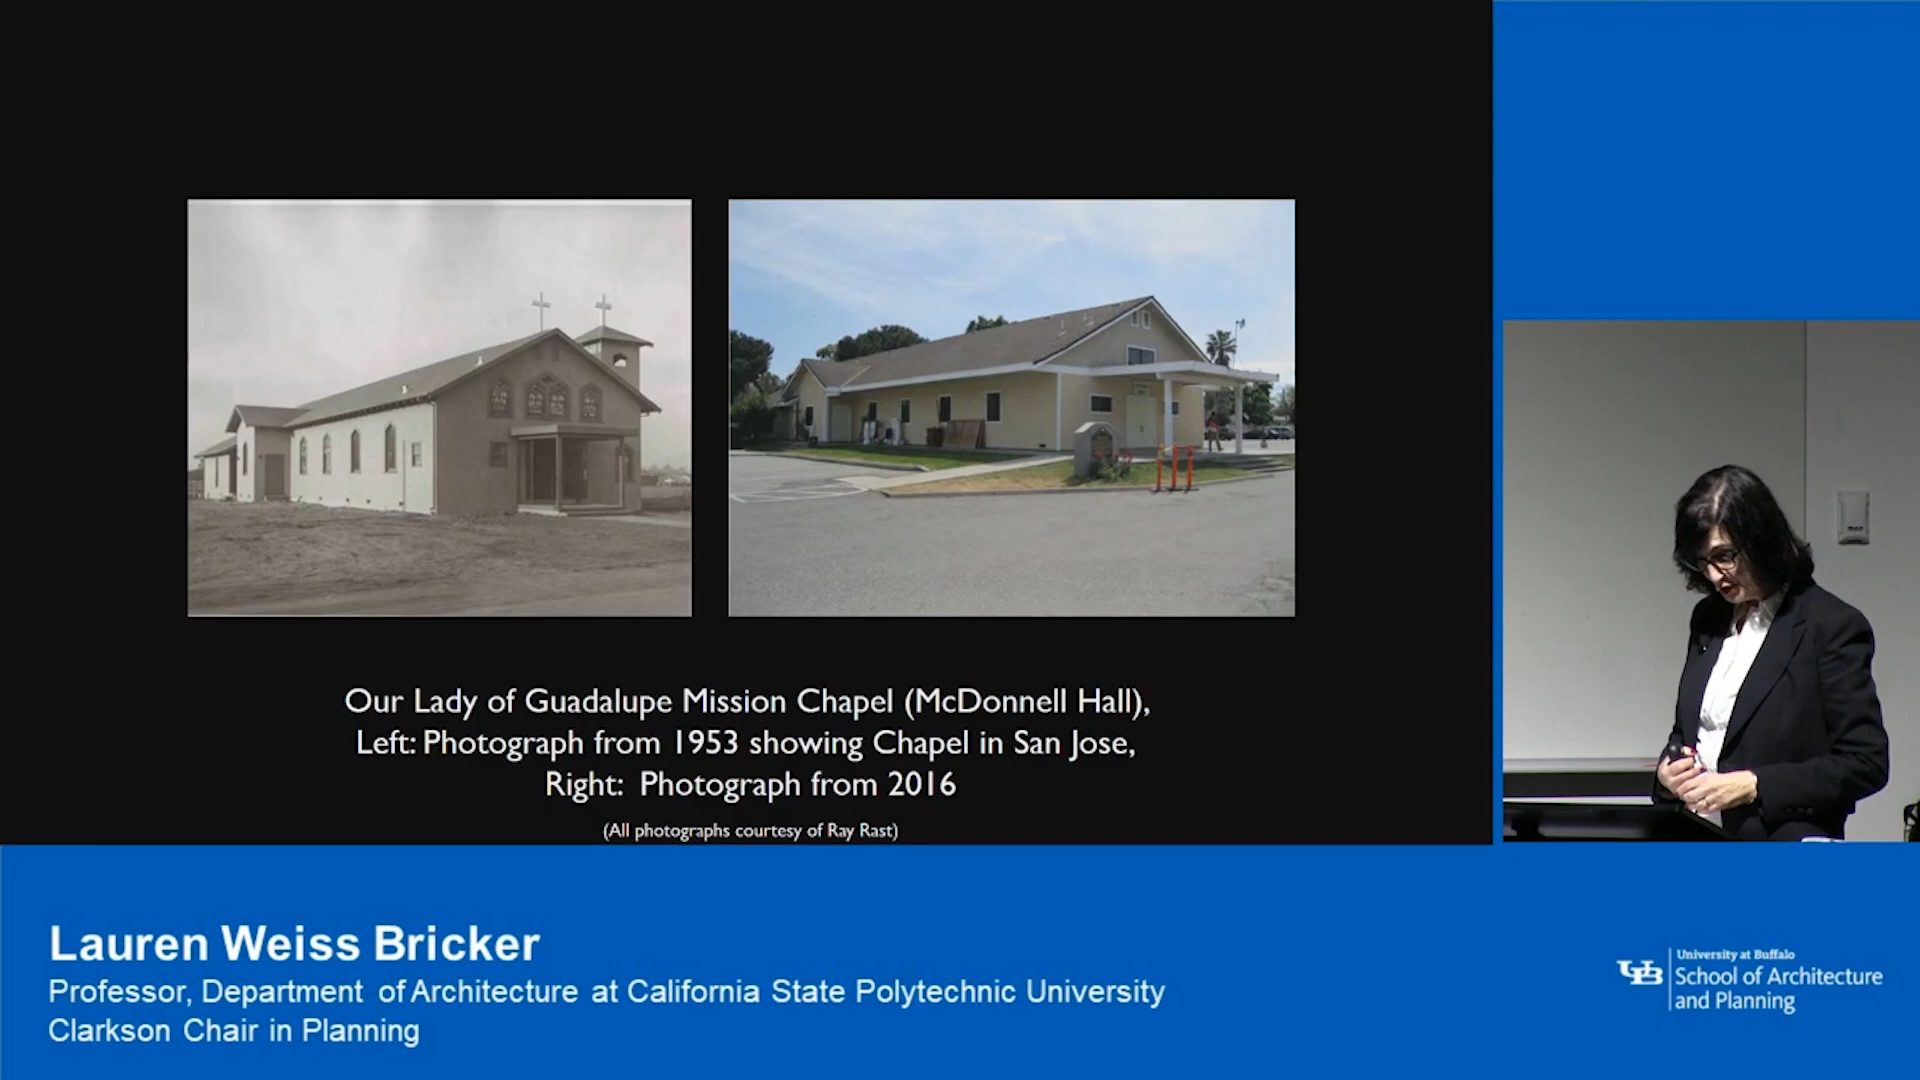 Our Lady of Guadalupe Mission Chapel (McDonnell Hall),
Left: Photograph from 1953 showing Chapel in San Jose,
Right: Photograph from 2016
(All photographs courtesy of Ray Rast)
Lauren Weiss Bricker
Professor, Department of Architecture at California State Polytechnic University
Clarkson Chair in Planning
UB
University at Buffalo
School of Architecture
and Planning